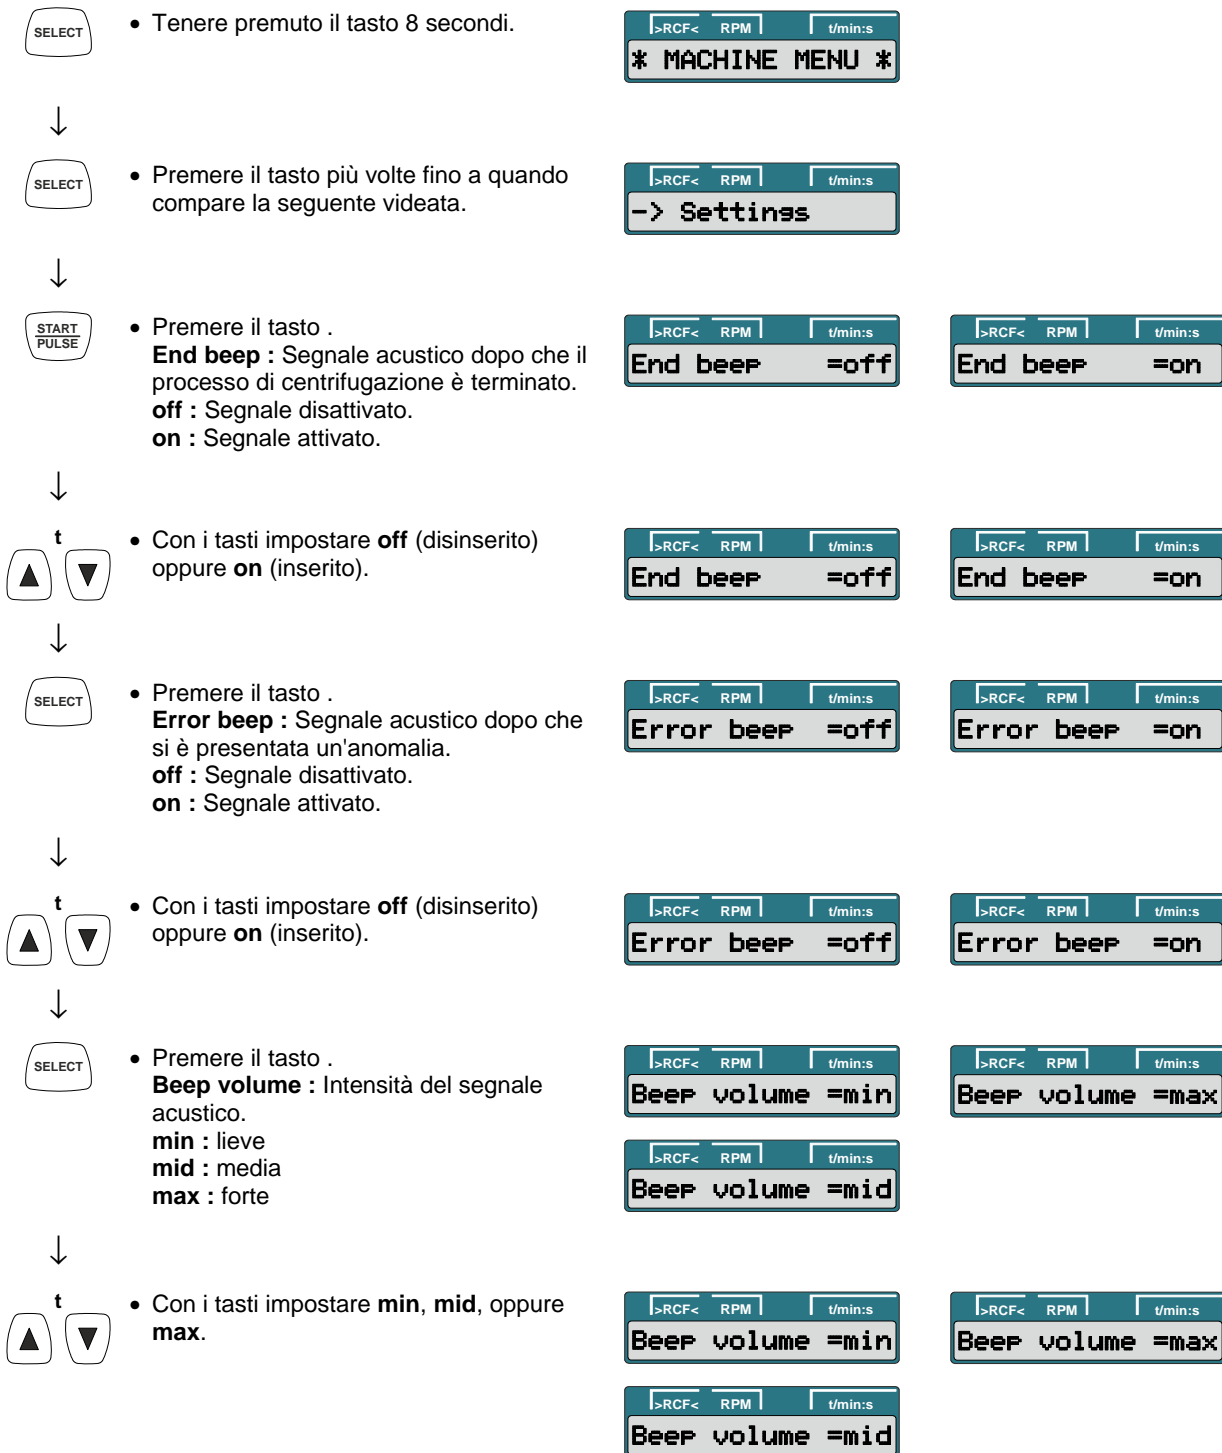 SELECT
• Tenere premuto il tasto 8 secondi.
>RCF< RPM t/min:s
* MACHINE MENU *
↓
SELECT
• Premere il tasto più volte fino a quando
compare la seguente videata.
>RCF< RPM t/min:s
-> Settings
↓
START
PULSE
• Premere il tasto .
End beep : Segnale acustico dopo che il
processo di centrifugazione è terminato.
off : Segnale disattivato.
on : Segnale attivato.
>RCF< RPM t/min:s
End beep =off
>RCF< RPM t/min:s
End beep =on
↓
t
▲ ▼
• Con i tasti impostare off (disinserito)
oppure on (inserito).
>RCF< RPM t/min:s
End beep =off
>RCF< RPM t/min:s
End beep =on
↓
SELECT
• Premere il tasto .
Error beep : Segnale acustico dopo che
si è presentata un'anomalia.
off : Segnale disattivato.
on : Segnale attivato.
>RCF< RPM t/min:s
Error beep =off
>RCF< RPM t/min:s
Error beep =on
↓
t
▲ ▼
• Con i tasti impostare off (disinserito)
oppure on (inserito).
>RCF< RPM t/min:s
Error beep =off
>RCF< RPM t/min:s
Error beep =on
↓
SELECT
• Premere il tasto .
Beep volume : Intensità del segnale
acustico.
min : lieve
mid : media
max : forte
>RCF< RPM t/min:s
Beep volume =min
>RCF< RPM t/min:s
Beep volume =max
>RCF< RPM t/min:s
Beep volume =mid
↓
t
▲ ▼
• Con i tasti impostare min, mid, oppure
max.
>RCF< RPM t/min:s
Beep volume =min
>RCF< RPM t/min:s
Beep volume =max
>RCF< RPM t/min:s
Beep volume =mid